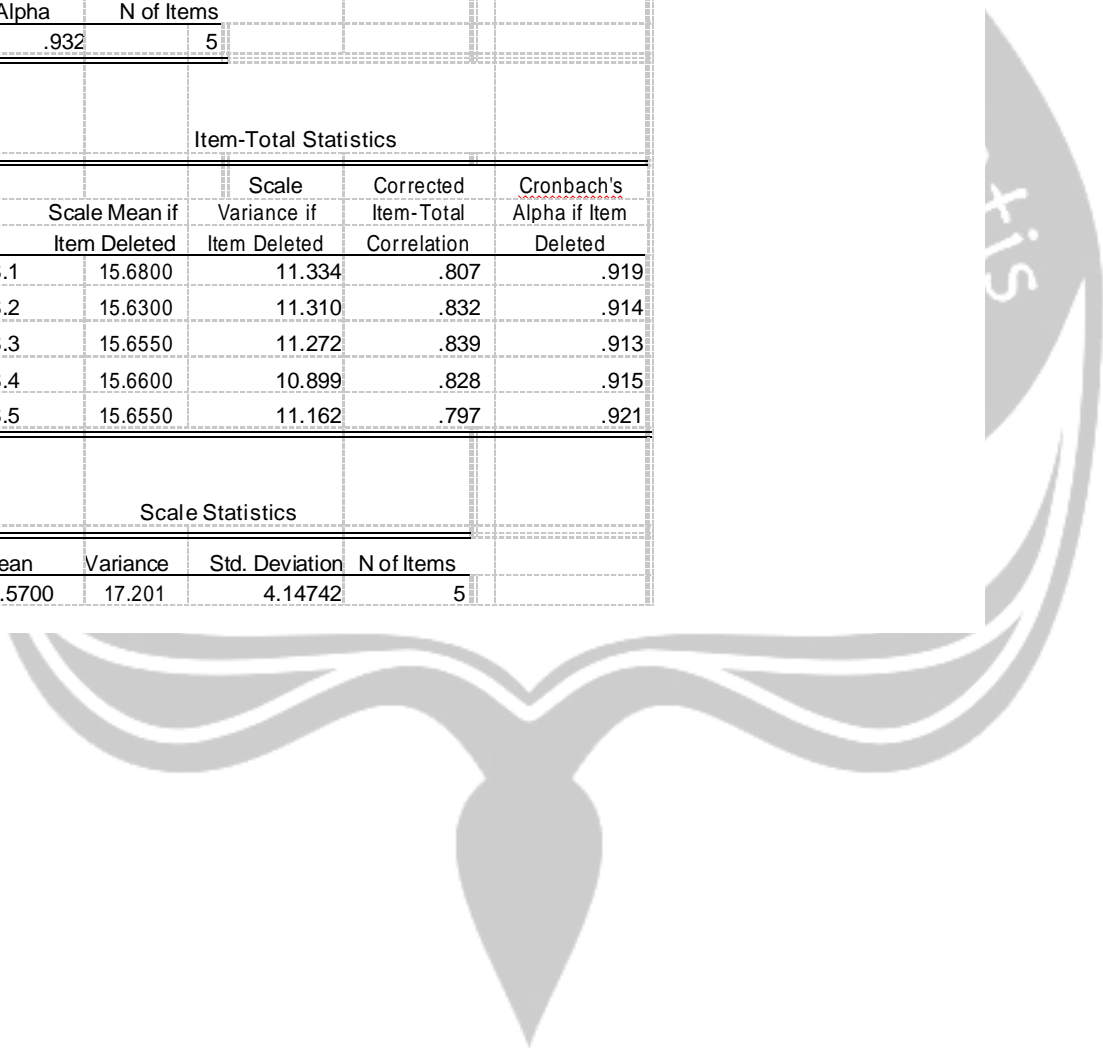 Alpha N of Items
.932 5
Item-Total Statistics
Scale Mean if Item Deleted Scale Variance if Item Deleted Corrected Item-Total Correlation Cronbach's Alpha if Item Deleted
.1 15.6800 11.334 .807 .919
.2 15.6300 11.310 .832 .914
.3 15.6550 11.272 .839 .913
.4 15.6600 10.899 .828 .915
.5 15.6550 11.162 .797 .921
Scale Statistics
ean Variance Std. Deviation N of Items
.5700 17.201 4.14742 5
tis